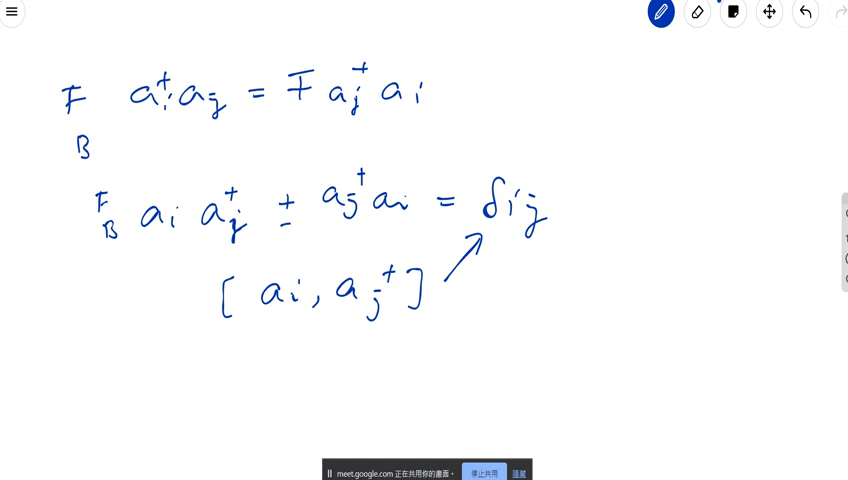 F a_i^+ a_j = ∓ a_j^+ a_i
B
F
B a_i a_j^+ ± a_j^+ a_i = δ_ij
[ a_i, a_j^+ ]
meet.google.com 正在共用你的畫面。 停止共用 隱藏